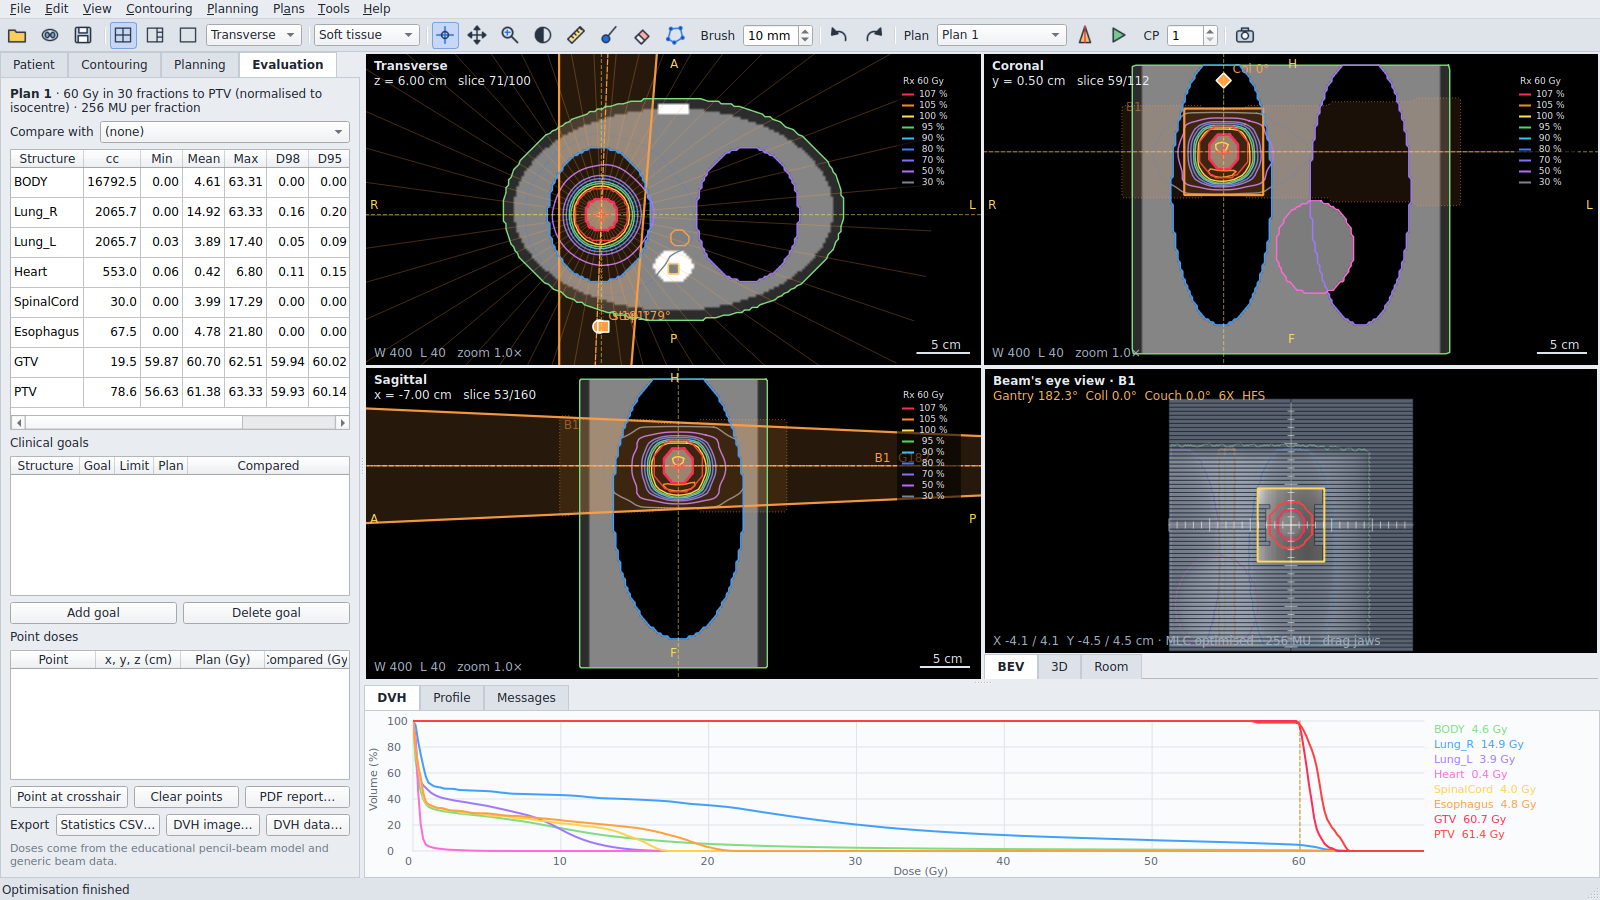 File Edit View Contouring Planning Plans Tools Help
Transverse Soft tissue Brush 10 mm Plan Plan 1 CP 1
Patient Contouring Planning Evaluation
Plan 1 · 60 Gy in 30 fractions to PTV (normalised to
isocentre) · 256 MU per fraction
Compare with (none)
Structure cc Min Mean Max D98 D95
BODY 16792.5 0.00 4.61 63.31 0.00 0.00
Lung_R 2065.7 0.00 14.92 63.33 0.16 0.20
Lung_L 2065.7 0.03 3.89 17.40 0.05 0.09
Heart 553.0 0.06 0.42 6.80 0.11 0.15
SpinalCord 30.0 0.00 3.99 17.29 0.00 0.00
Esophagus 67.5 0.00 4.78 21.80 0.00 0.00
GTV 19.5 59.87 60.70 62.51 59.94 60.02
PTV 78.6 56.63 61.38 63.33 59.93 60.14
Clinical goals
Structure Goal Limit Plan Compared
Add goal Delete goal
Point doses
Point x, y, z (cm) Plan (Gy) Compared (Gy
Point at crosshair Clear points PDF report…
Export Statistics CSV… DVH image… DVH data…
Doses come from the educational pencil-beam model and
generic beam data.
Optimisation finished
Transverse
z = 6.00 cm slice 71/100
A
R
L
P
Rx 60 Gy
107 %
105 %
100 %
95 %
90 %
80 %
70 %
50 %
30 %
W 400 L 40 zoom 1.0×
5 cm
Coronal
y = 0.50 cm slice 59/112
Col 0°
H
B1
R
L
F
Rx 60 Gy
107 %
105 %
100 %
95 %
90 %
80 %
70 %
50 %
30 %
W 400 L 40 zoom 1.0×
5 cm
Sagittal
x = -7.00 cm slice 53/160
H
B1
B1
A
P
F
Rx 60 Gy
107 %
105 %
100 %
95 %
90 %
80 %
70 %
50 %
30 %
W 400 L 40 zoom 1.0×
5 cm
Beam's eye view · B1
Gantry 182.3° Coll 0.0° Couch 0.0° 6X HFS
X -4.1 / 4.1 Y -4.5 / 4.5 cm · MLC optimised · 256 MU drag jaws
BEV 3D Room
DVH Profile Messages
Volume (%)
100
80
60
40
20
0
0 10 20 30 40 50 60
Dose (Gy)
BODY 4.6 Gy
Lung_R 14.9 Gy
Lung_L 3.9 Gy
Heart 0.4 Gy
SpinalCord 4.0 Gy
Esophagus 4.8 Gy
GTV 60.7 Gy
PTV 61.4 Gy